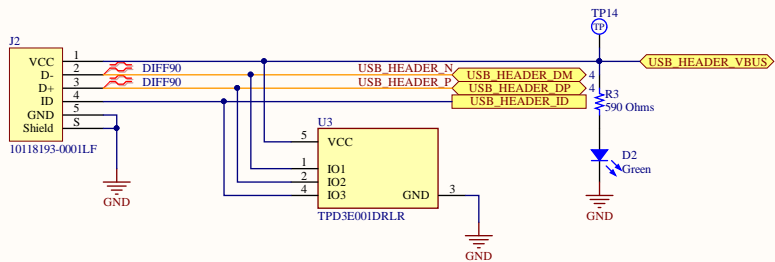 TP14
TP
J2
VCC 1
D- 2 DIFF90 USB_HEADER_N USB_HEADER_DM 4
D+ 3 DIFF90 USB_HEADER_P USB_HEADER_DP 4
ID 4 USB_HEADER_ID
GND 5
Shield S
10118193-0001LF
GND
USB_HEADER_VBUS
R3
590 Ohms
D2
Green
GND
U3
5 VCC
1 IO1
2 IO2
4 IO3 GND 3
TPD3E001DRLR
GND